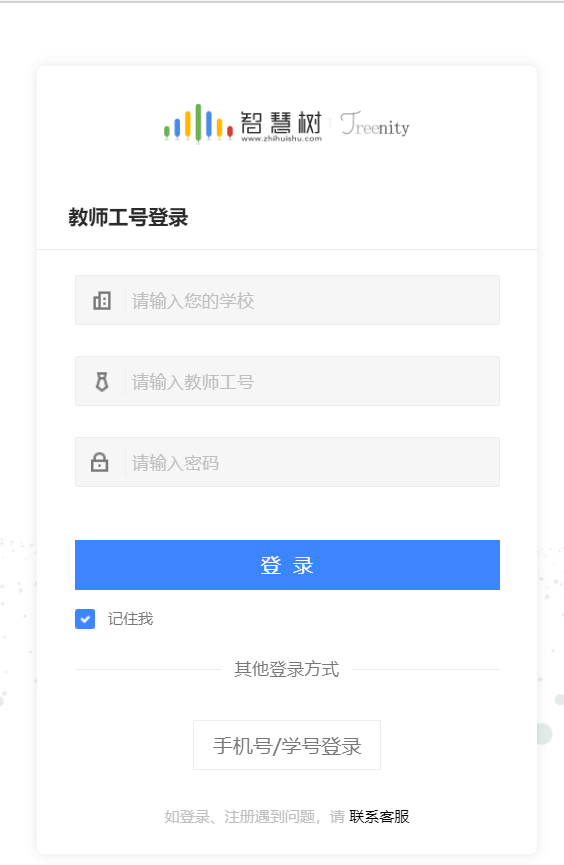 智慧树 Treenity
www.zhihuishu.com
教师工号登录
请输入您的学校
请输入教师工号
请输入密码
登 录
记住我
其他登录方式
手机号/学号登录
如登录、注册遇到问题，请 联系客服